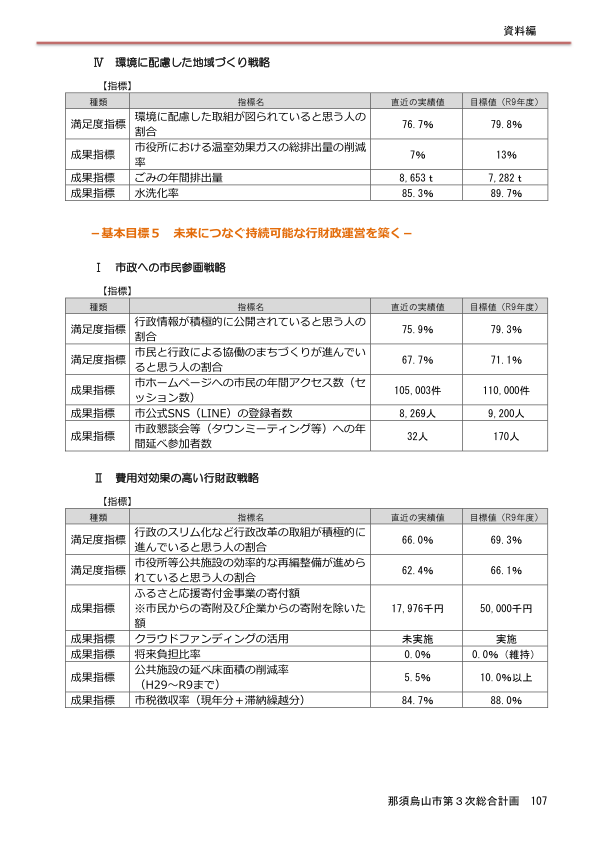 資料編
Ⅳ　環境に配慮した地域づくり戦略
【指標】
種類　指標名　直近の実績値　目標値（R9年度）
満足度指標　環境に配慮した取組が図られていると思う人の
割合　76.7%　79.8%
成果指標　市役所における温室効果ガスの総排出量の削減
率　7%　13%
成果指標　ごみの年間排出量　8,653ｔ　7,282ｔ
成果指標　水洗化率　85.3%　89.7%
－基本目標５　未来につなぐ持続可能な行財政運営を築く－
Ⅰ　市政への市民参画戦略
【指標】
種類　指標名　直近の実績値　目標値（R9年度）
満足度指標　行政情報が積極的に公開されていると思う人の
割合　75.9%　79.3%
満足度指標　市民と行政による協働のまちづくりが進んでい
ると思う人の割合　67.7%　71.1%
成果指標　市ホームページへの市民の年間アクセス数（セ
ッション数）　105,003件　110,000件
成果指標　市公式SNS（LINE）の登録者数　8,269人　9,200人
成果指標　市政懇談会等（タウンミーティング等）への年
間延べ参加者数　32人　170人
Ⅱ　費用対効果の高い行財政戦略
【指標】
種類　指標名　直近の実績値　目標値（R9年度）
満足度指標　行政のスリム化など行政改革の取組が積極的に
進んでいると思う人の割合　66.0%　69.3%
満足度指標　市役所等公共施設の効率的な再編整備が進めら
れていると思う人の割合　62.4%　66.1%
成果指標　ふるさと応援寄付金事業の寄付額
※市民からの寄附及び企業からの寄附を除いた
額　17,976千円　50,000千円
成果指標　クラウドファンディングの活用　未実施　実施
成果指標　将来負担比率　0.0%　0.0%（維持）
成果指標　公共施設の延べ床面積の削減率
（H29～R9まで）　5.5%　10.0%以上
成果指標　市税徴収率（現年分＋滞納繰越分）　84.7%　88.0%
那須烏山市第３次総合計画　107